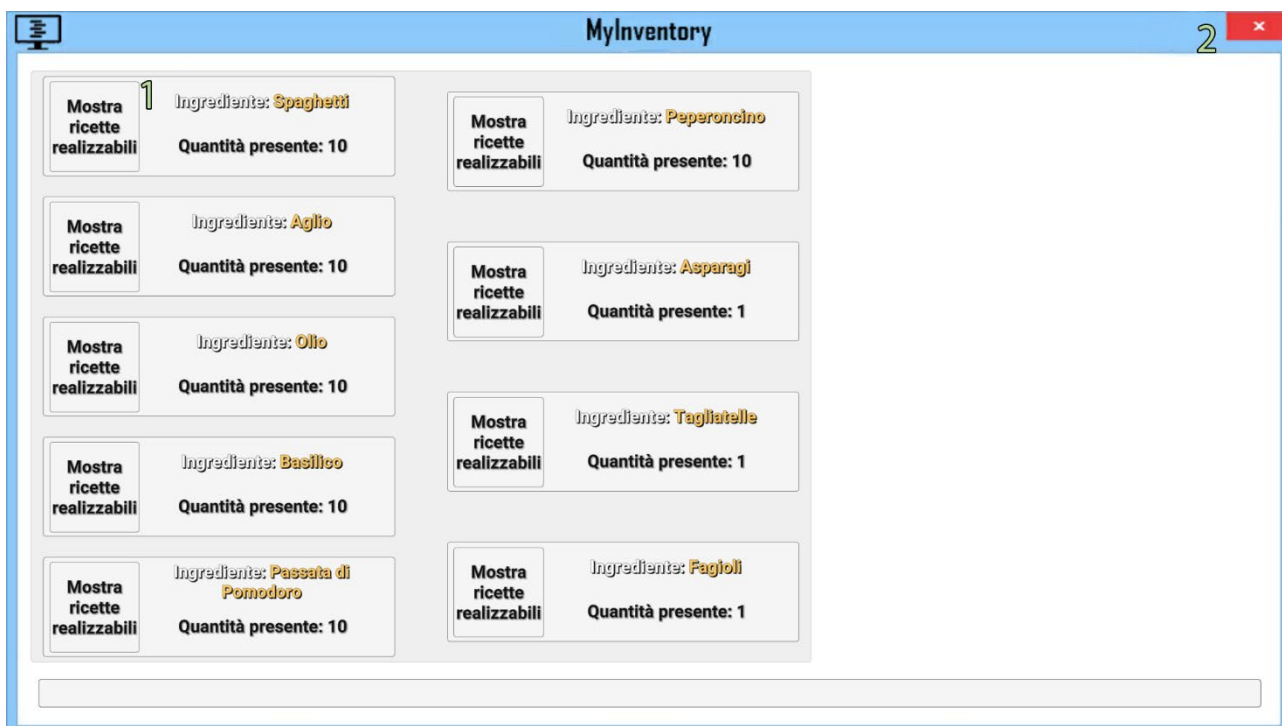 MyInventory
2
1
Mostra
ricette
realizzabili
Ingrediente: Spaghetti
Quantità presente: 10
Mostra
ricette
realizzabili
Ingrediente: Aglio
Quantità presente: 10
Mostra
ricette
realizzabili
Ingrediente: Olio
Quantità presente: 10
Mostra
ricette
realizzabili
Ingrediente: Basilico
Quantità presente: 10
Mostra
ricette
realizzabili
Ingrediente: Passata di
Pomodoro
Quantità presente: 10
Mostra
ricette
realizzabili
Ingrediente: Peperoncino
Quantità presente: 10
Mostra
ricette
realizzabili
Ingrediente: Asparagi
Quantità presente: 1
Mostra
ricette
realizzabili
Ingrediente: Tagliatelle
Quantità presente: 1
Mostra
ricette
realizzabili
Ingrediente: Fagioli
Quantità presente: 1